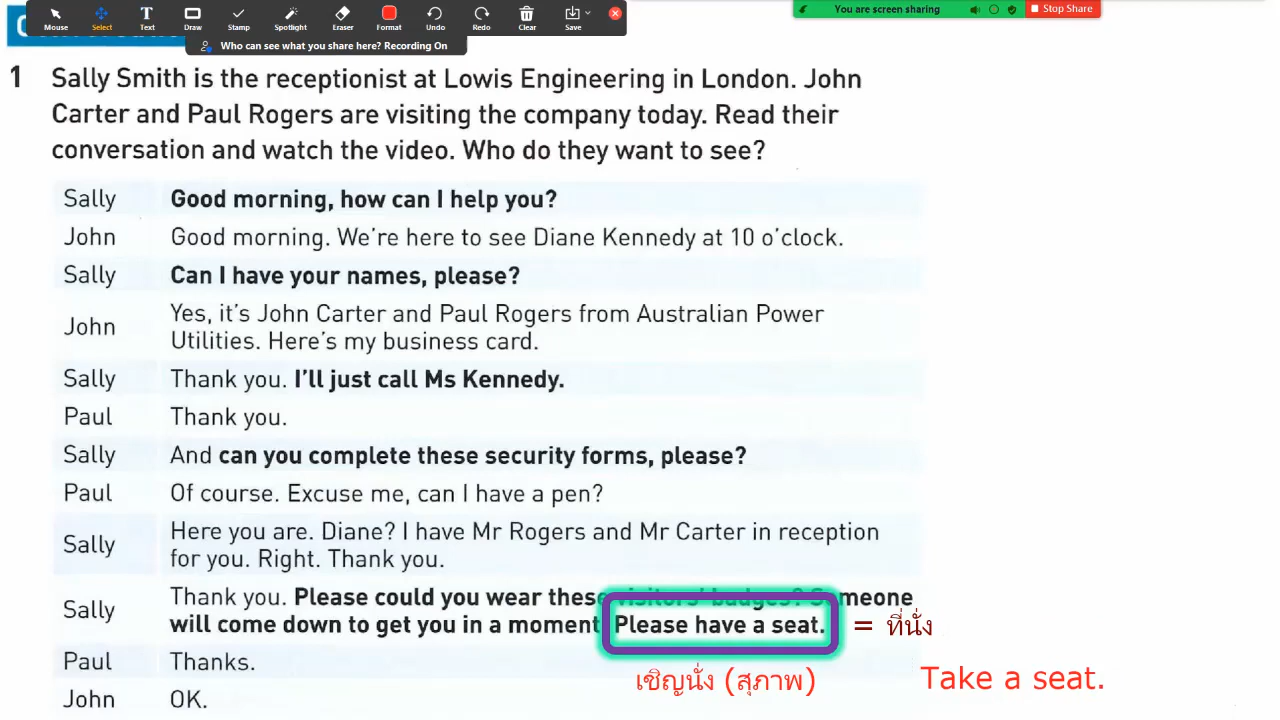 Mouse Select Text Draw Stamp Spotlight Eraser Format Undo Redo Clear Save
You are screen sharing Stop Share
Who can see what you share here? Recording On
1 Sally Smith is the receptionist at Lowis Engineering in London. John
Carter and Paul Rogers are visiting the company today. Read their
conversation and watch the video. Who do they want to see?
Sally Good morning, how can I help you?
John Good morning. We're here to see Diane Kennedy at 10 o'clock.
Sally Can I have your names, please?
John Yes, it's John Carter and Paul Rogers from Australian Power
Utilities. Here's my business card.
Sally Thank you. I'll just call Ms Kennedy.
Paul Thank you.
Sally And can you complete these security forms, please?
Paul Of course. Excuse me, can I have a pen?
Sally Here you are. Diane? I have Mr Rogers and Mr Carter in reception
for you. Right. Thank you.
Sally Thank you. Please could you wear these visitors' badges? Someone
will come down to get you in a moment. Please have a seat. = ที่นั่ง
Paul Thanks.
เชิญนั่ง (สุภาพ) Take a seat.
John OK.